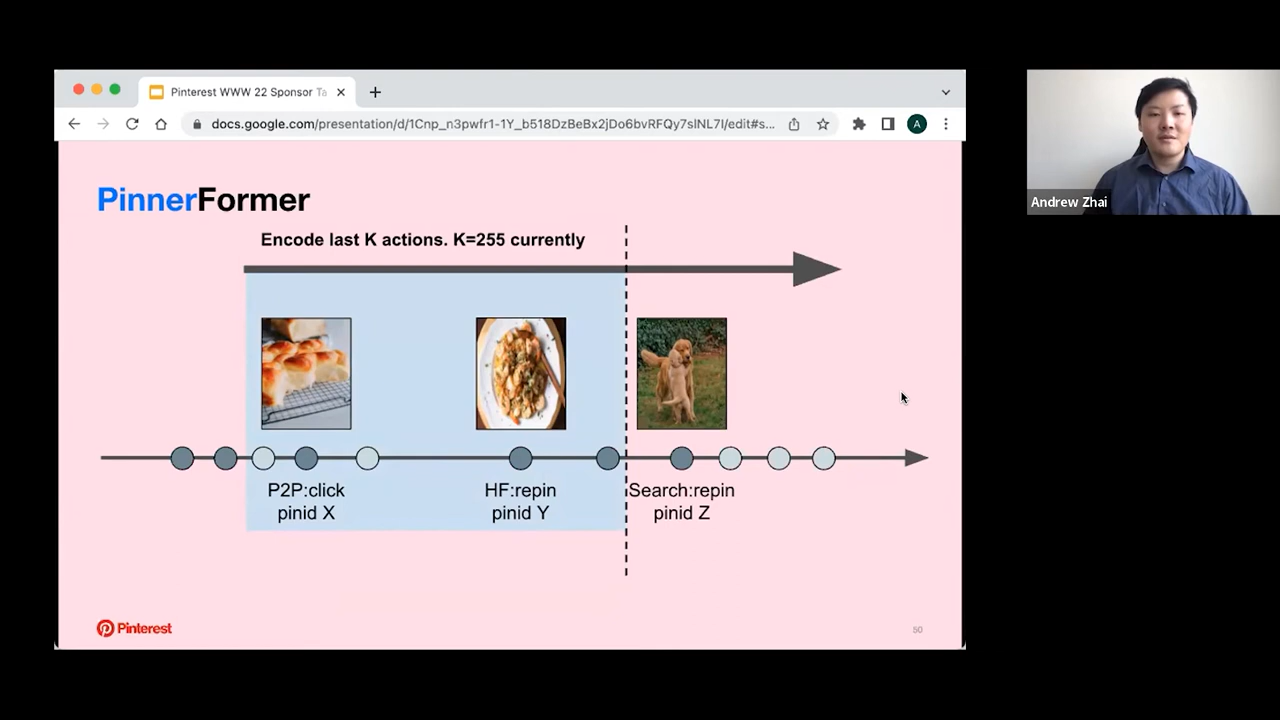 Pinterest WWW 22 Sponsor Ta
docs.google.com/presentation/d/1Cnp_n3pwfr1-1Y_b518DzBeBx2jDo6bvRFQy7slNL7I/edit#s...
A
PinnerFormer
Encode last K actions. K=255 currently
P2P:click
pinid X
HF:repin
pinid Y
Search:repin
pinid Z
Pinterest
50
Andrew Zhai